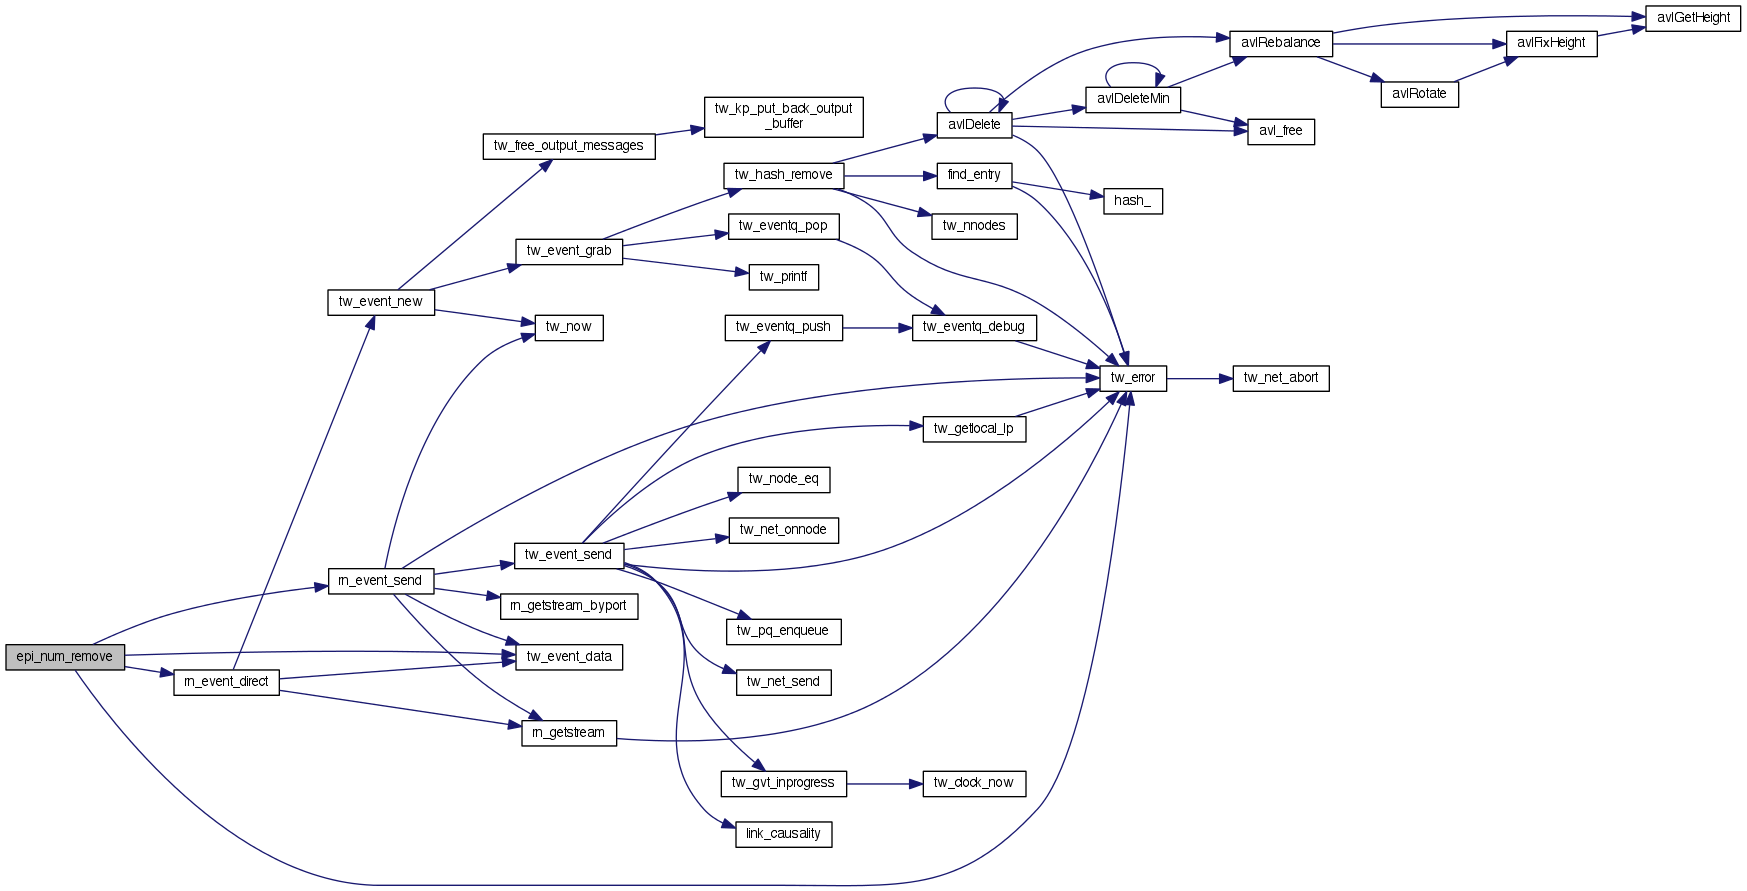 avlGetHeight
avlRebalance
avlFixHeight
avlDeleteMin
avlRotate
tw_kp_put_back_output
_buffer
avlDelete
avl_free
tw_free_output_messages
tw_hash_remove
find_entry
hash_
tw_eventq_pop
tw_nnodes
tw_event_grab
tw_printf
tw_event_new
tw_now
tw_eventq_push
tw_eventq_debug
tw_error
tw_net_abort
tw_getlocal_lp
tw_node_eq
tw_net_onnode
tw_event_send
rn_event_send
rn_getstream_byport
tw_pq_enqueue
epi_num_remove
tw_event_data
rn_event_direct
tw_net_send
rn_getstream
tw_gvt_inprogress
tw_clock_now
link_causality